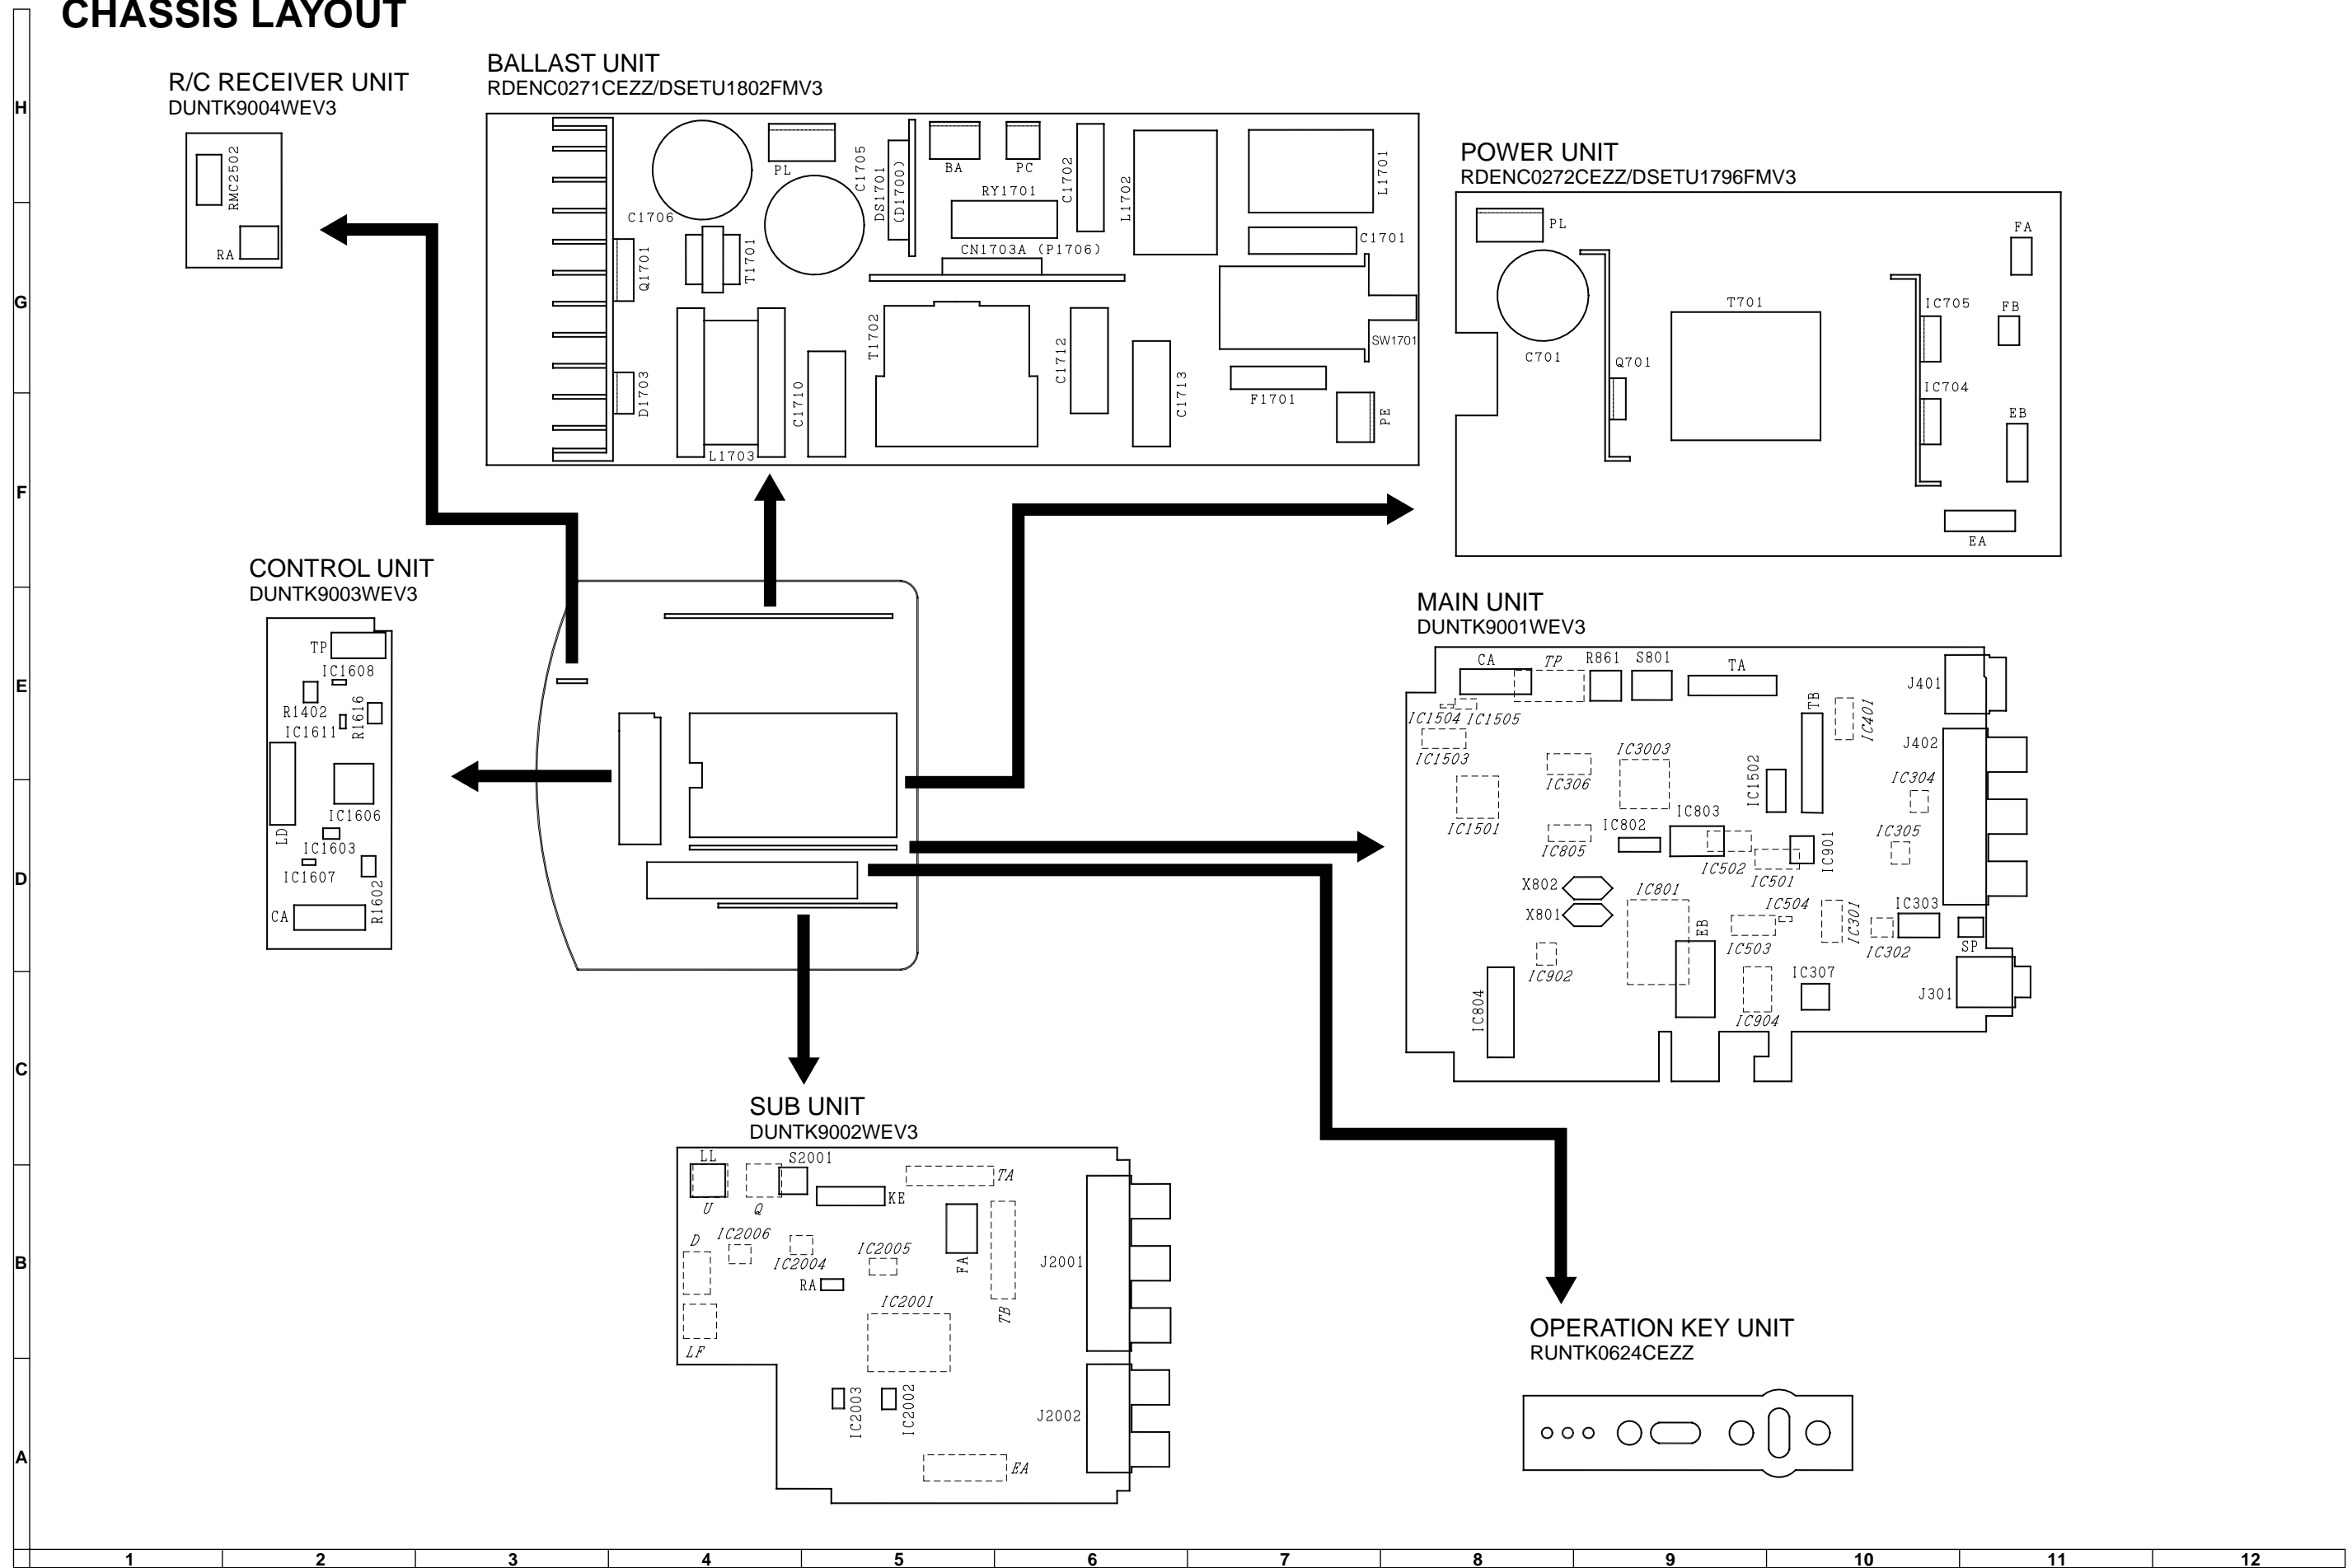 CHASSIS LAYOUT
H
G
F
E
D
C
B
A
R/C RECEIVER UNIT
DUNTK9004WEV3
RMC2502
RA
BALLAST UNIT
RDENC0271CEZZ/DSETU1802FMV3
PL
C1705
DS1701
(D1700)
BA
PC
C1702
L1702
L1701
RY1701
C1706
C1701
CN1703A (P1706)
Q1701
T1701
T1702
C1712
C1713
SW1701
F1701
D1703
C1710
L1703
PE
POWER UNIT
RDENC0272CEZZ/DSETU1796FMV3
PL
FA
T701
IC705
FB
C701
Q701
IC704
EB
EA
CONTROL UNIT
DUNTK9003WEV3
TP
IC1608
R1402
R1616
IC1611
LD
IC1606
IC1603
IC1607
R1602
CA
MAIN UNIT
DUNTK9001WEV3
CA
TP
R861
S801
TA
J401
TB
IC401
IC1504
IC1505
IC1503
IC3003
J402
IC306
IC1502
IC304
IC1501
IC802
IC803
IC305
IC805
IC901
IC502
IC501
X802
IC801
IC504
IC303
X801
IC301
EB
IC503
IC302
SP
IC902
IC307
J301
IC804
IC904
SUB UNIT
DUNTK9002WEV3
LL
S2001
TA
KE
U
Q
D
IC2006
IC2004
IC2005
FA
J2001
RA
IC2001
TB
LF
IC2003
IC2002
J2002
EA
OPERATION KEY UNIT
RUNTK0624CEZZ
1 2 3 4 5 6 7 8 9 10 11 12